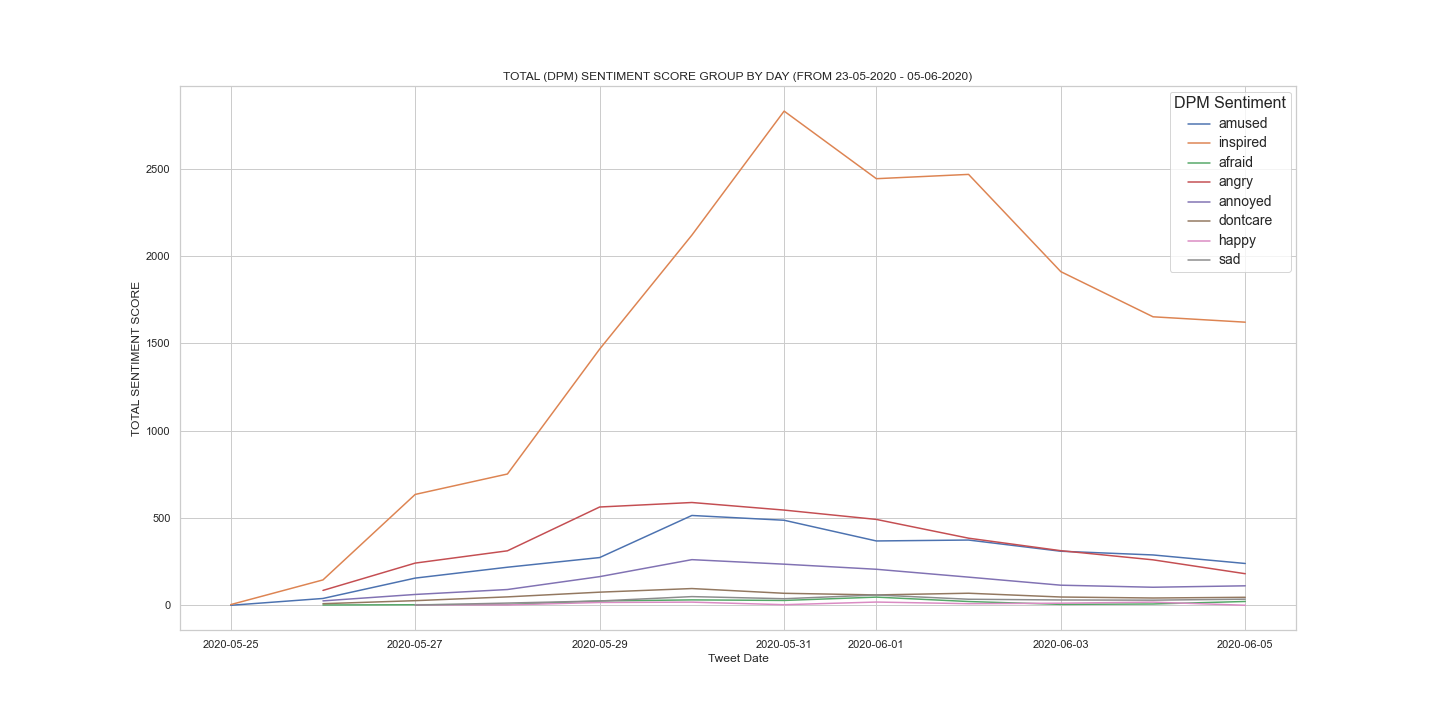 TOTAL (DPM) SENTIMENT SCORE GROUP BY DAY (FROM 23-05-2020 - 05-06-2020)
DPM Sentiment
amused
inspired
afraid
angry
annoyed
dontcare
happy
sad
TOTAL SENTIMENT SCORE
2500
2000
1500
1000
500
0
2020-05-25 2020-05-27 2020-05-29 2020-05-31 2020-06-01 2020-06-03 2020-06-05
Tweet Date